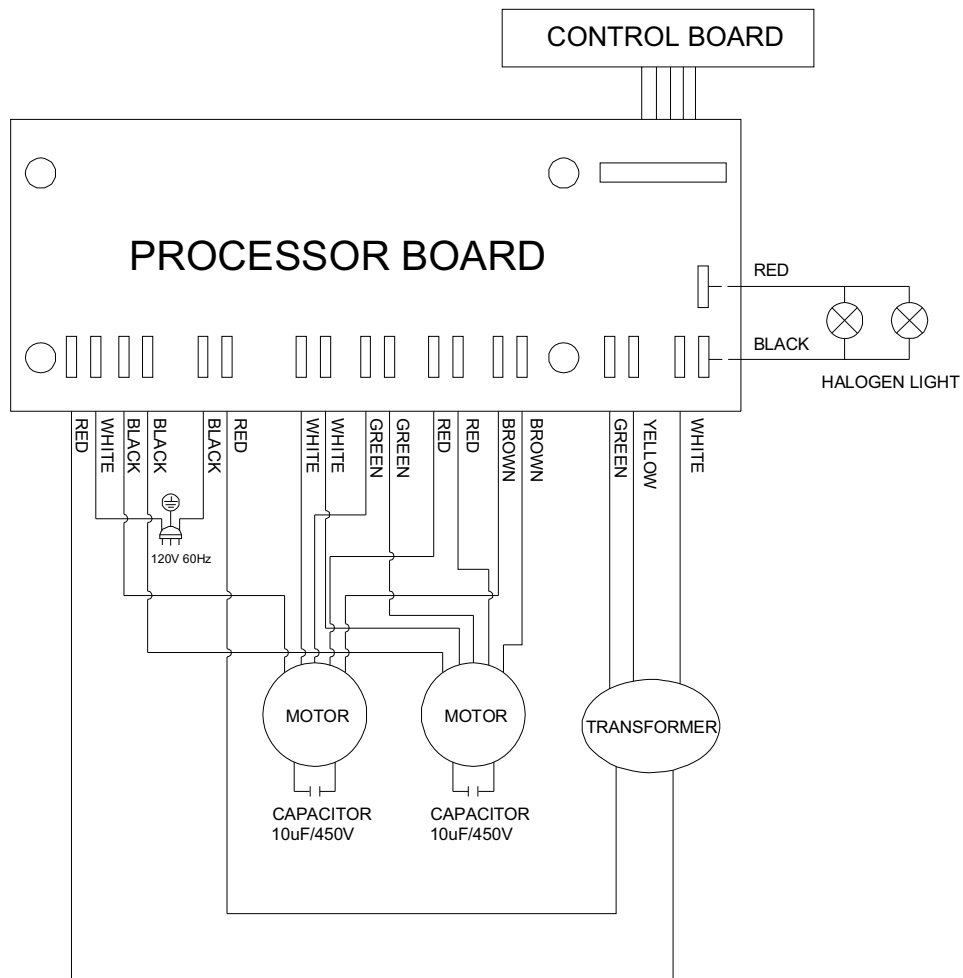 CONTROL BOARD
PROCESSOR BOARD
RED
BLACK
HALOGEN LIGHT
RED
WHITE
BLACK
BLACK
BLACK
RED
WHITE
WHITE
GREEN
GREEN
RED
RED
BROWN
BROWN
GREEN
YELLOW
WHITE
120V 60Hz
MOTOR
MOTOR
TRANSFORMER
CAPACITOR
10uF/450V
CAPACITOR
10uF/450V